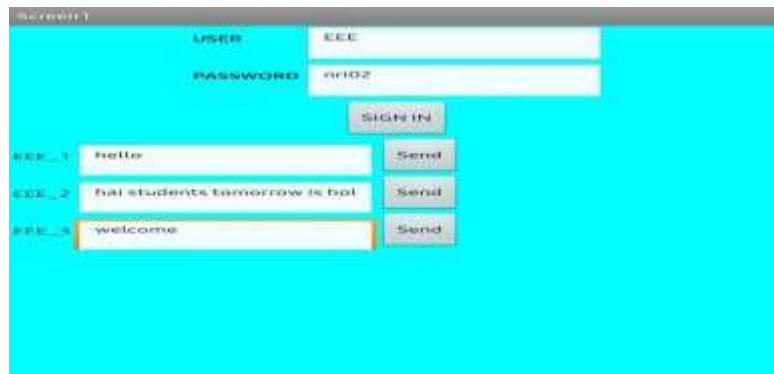 Screen1
USER EEE
PASSWORD nri02
SIGN IN
EEE_1 hello Send
EEE_2 hai students tomorrow is hol Send
EEE_3 welcome Send